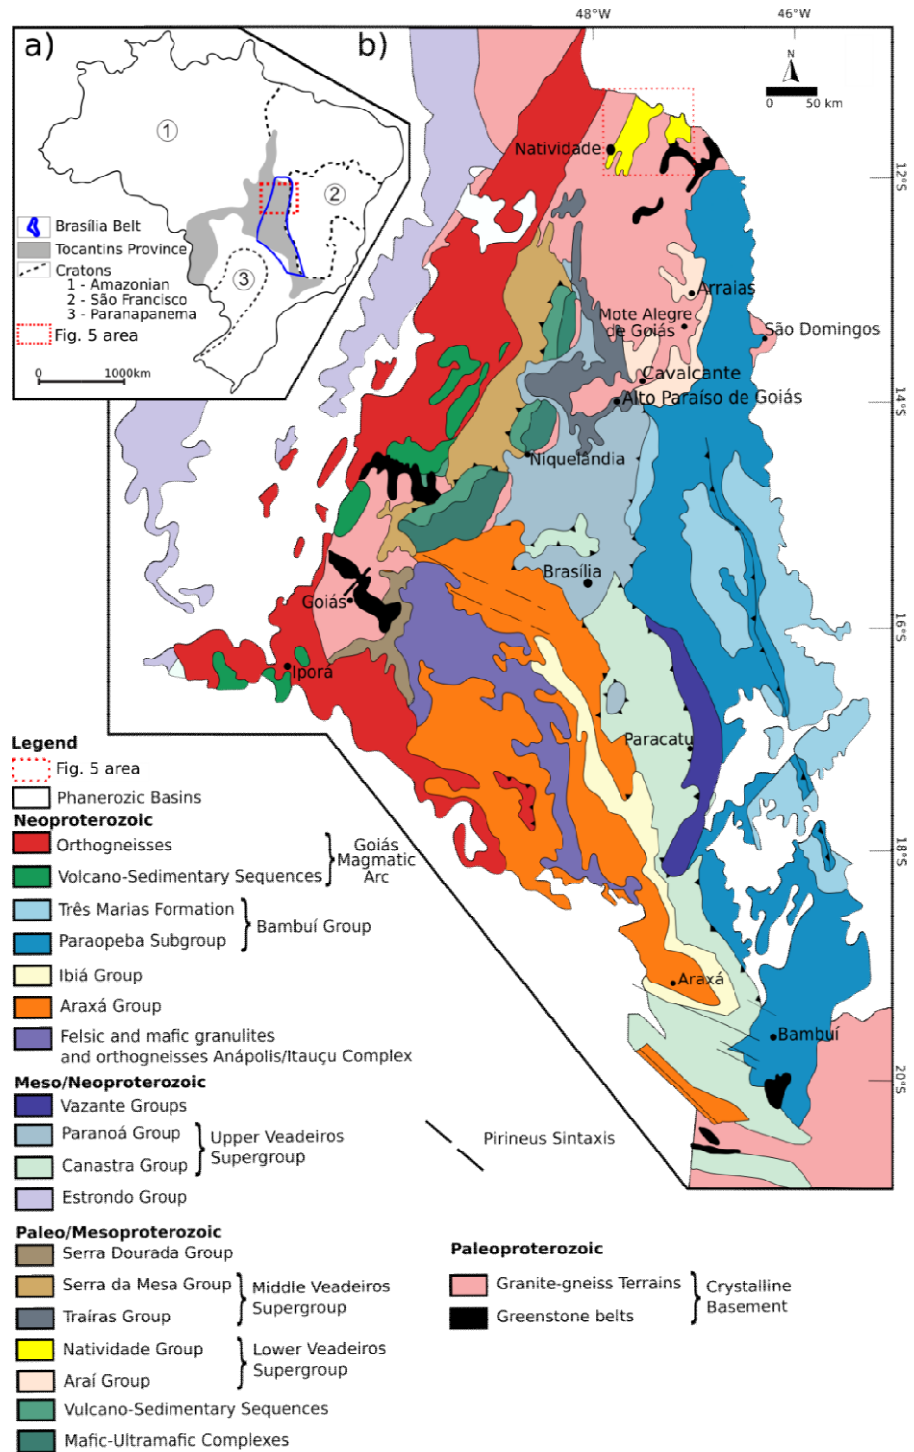 48°W
46°W
a)
b)
N
0 50 km
1
2
3
Brasília Belt
Tocantins Province
Cratons
1 - Amazonian
2 - São Francisco
3 - Paranapanema
Fig. 5 area
0 1000km
Natividade
12°S
Arraias
Mote Alegre
de Goiás
São Domingos
Cavalcante
Alto Paraíso de Goiás
14°S
Niquelândia
Brasília
Goiás
16°S
Iporá
Paracatu
18°S
Araxá
Bambuí
20°S
Legend
Fig. 5 area
Phanerozic Basins
Neoproterozoic
Orthogneisses
Volcano-Sedimentary Sequences
Goiás
Magmatic
Arc
Três Marias Formation
Paraopeba Subgroup
Bambuí Group
Ibiá Group
Araxá Group
Felsic and mafic granulites
and orthogneisses Anápolis/Itauçu Complex
Meso/Neoproterozoic
Vazante Groups
Paranoá Group
Canastra Group
Upper Veadeiros
Supergroup
Estrondo Group
Pirineus Sintaxis
Paleo/Mesoproterozoic
Serra Dourada Group
Serra da Mesa Group
Traíras Group
Middle Veadeiros
Supergroup
Natividade Group
Araí Group
Lower Veadeiros
Supergroup
Vulcano-Sedimentary Sequences
Mafic-Ultramafic Complexes
Paleoproterozoic
Granite-gneiss Terrains
Greenstone belts
Crystalline
Basement